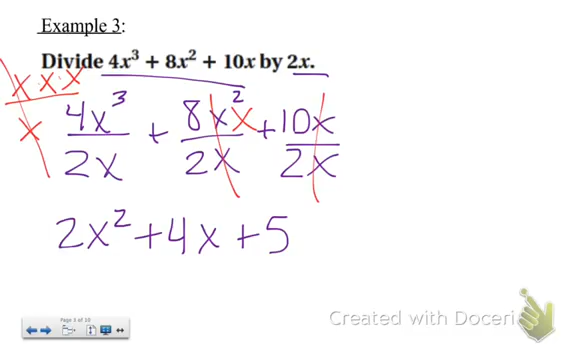 Example 3:
Divide 4x³ + 8x² + 10x by 2x.
x·x·x / x
4x³/2x + 8xx²/2x + 10x/2x
2x² + 4x + 5
Created with Doceri
Page 3 of 10